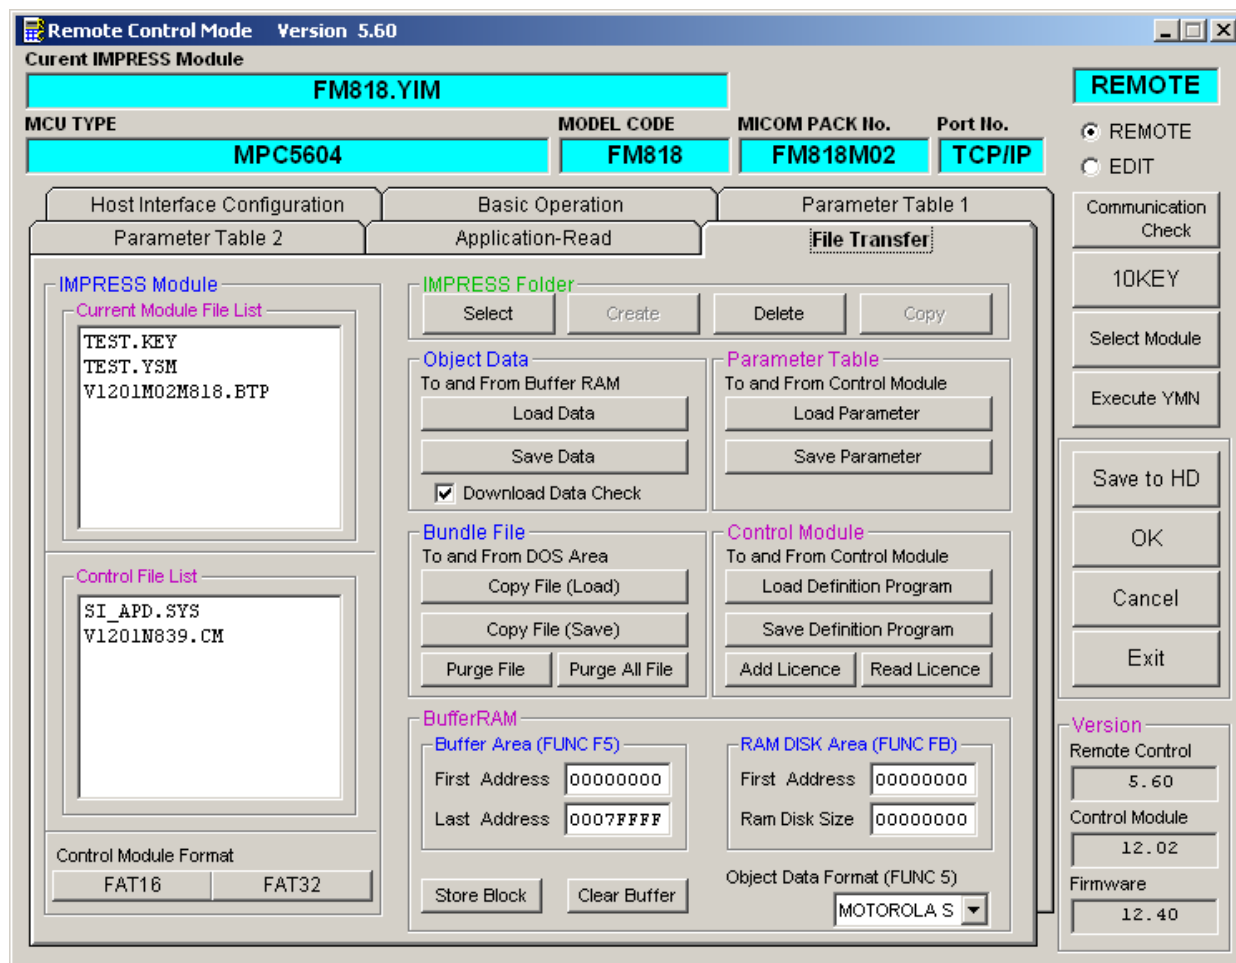 Remote Control Mode Version 5.60
Curent IMPRESS Module
FM818.YIM
REMOTE
MCU TYPE
MODEL CODE
MICOM PACK No.
Port No.
MPC5604
FM818
FM818M02
TCP/IP
REMOTE
EDIT
Host Interface Configuration
Basic Operation
Parameter Table 1
Parameter Table 2
Application-Read
File Transfer
IMPRESS Module
Current Module File List
TEST.KEY
TEST.YSM
V1201M02M818.BTP
Control File List
SI_APD.SYS
V1201N839.CM
Control Module Format
FAT16
FAT32
IMPRESS Folder
Select
Create
Delete
Copy
Object Data
To and From Buffer RAM
Load Data
Save Data
Download Data Check
Parameter Table
To and From Control Module
Load Parameter
Save Parameter
Bundle File
To and From DOS Area
Copy File (Load)
Copy File (Save)
Purge File
Purge All File
Control Module
To and From Control Module
Load Definition Program
Save Definition Program
Add Licence
Read Licence
BufferRAM
Buffer Area (FUNC F5)
First Address
00000000
Last Address
0007FFFF
RAM DISK Area (FUNC FB)
First Address
00000000
Ram Disk Size
00000000
Store Block
Clear Buffer
Object Data Format (FUNC 5)
MOTOROLA S
Communication
Check
10KEY
Select Module
Execute YMN
Save to HD
OK
Cancel
Exit
Version
Remote Control
5.60
Control Module
12.02
Firmware
12.40